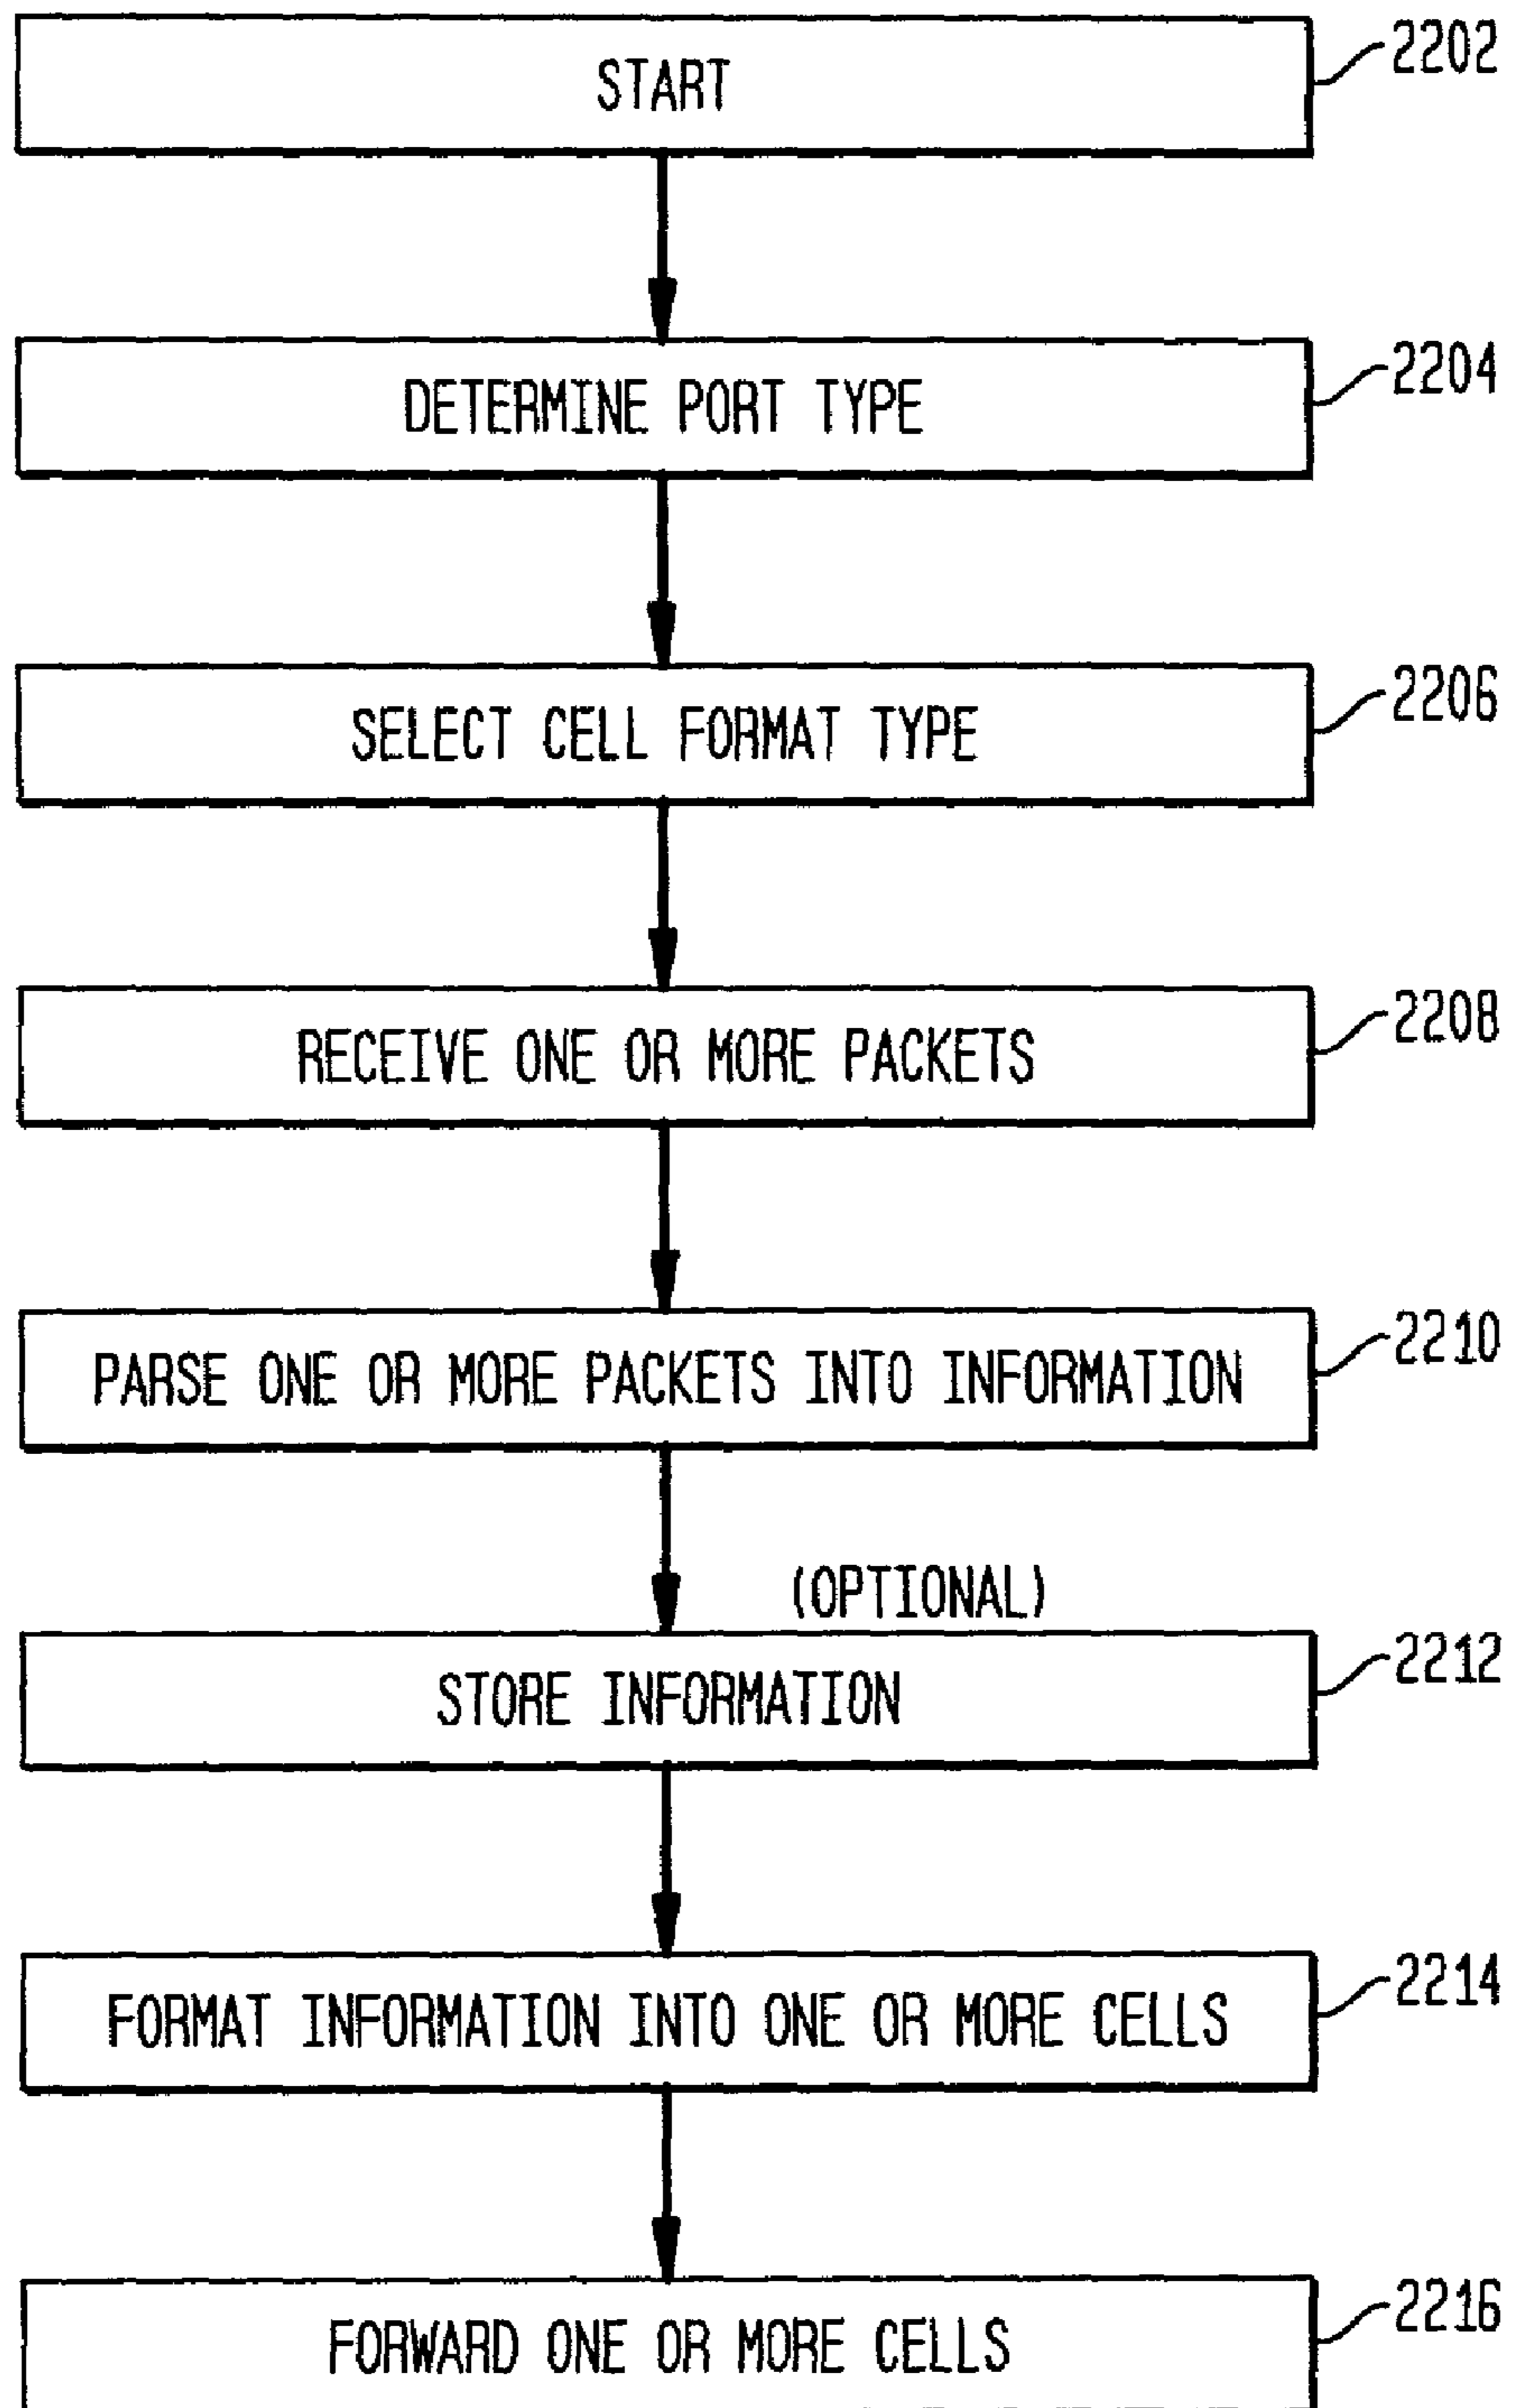 START
2202
DETERMINE PORT TYPE
2204
SELECT CELL FORMAT TYPE
2206
RECEIVE ONE OR MORE PACKETS
2208
PARSE ONE OR MORE PACKETS INTO INFORMATION
2210
(OPTIONAL)
STORE INFORMATION
2212
FORMAT INFORMATION INTO ONE OR MORE CELLS
2214
FORWARD ONE OR MORE CELLS
2216